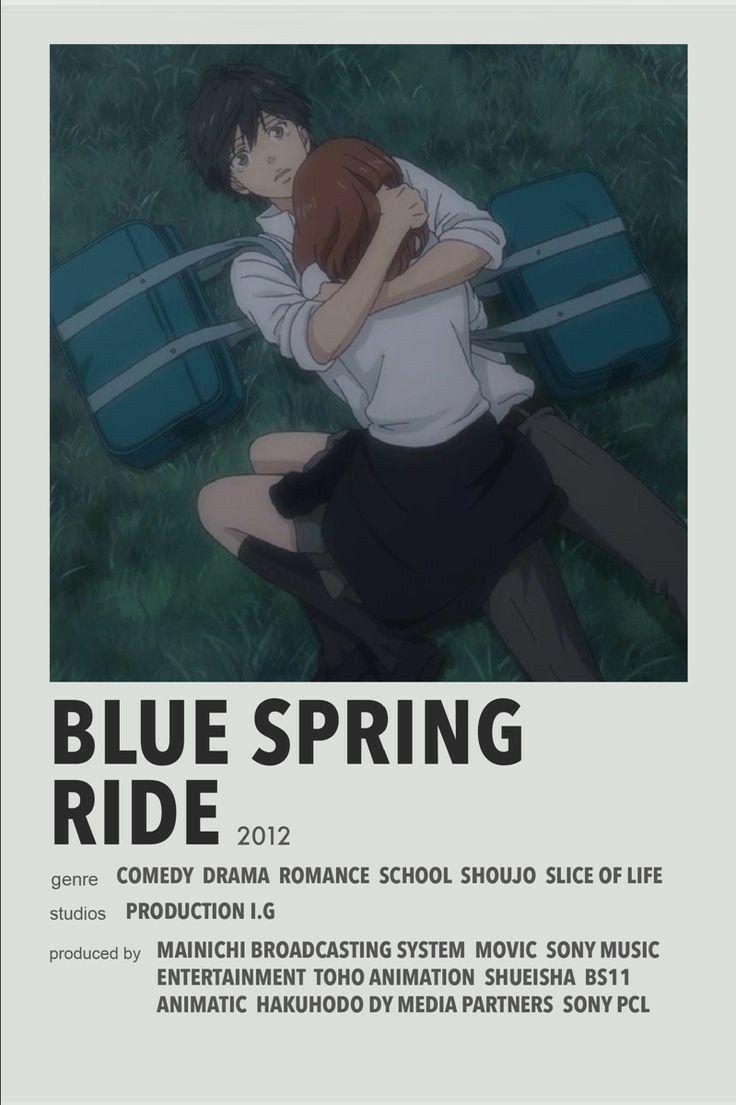 BLUE SPRING
RIDE 2012
genre COMEDY DRAMA ROMANCE SCHOOL SHOUJO SLICE OF LIFE
studios PRODUCTION I.G
produced by MAINICHI BROADCASTING SYSTEM MOVIC SONY MUSIC
ENTERTAINMENT TOHO ANIMATION SHUEISHA BS11
ANIMATIC HAKUHODO DY MEDIA PARTNERS SONY PCL